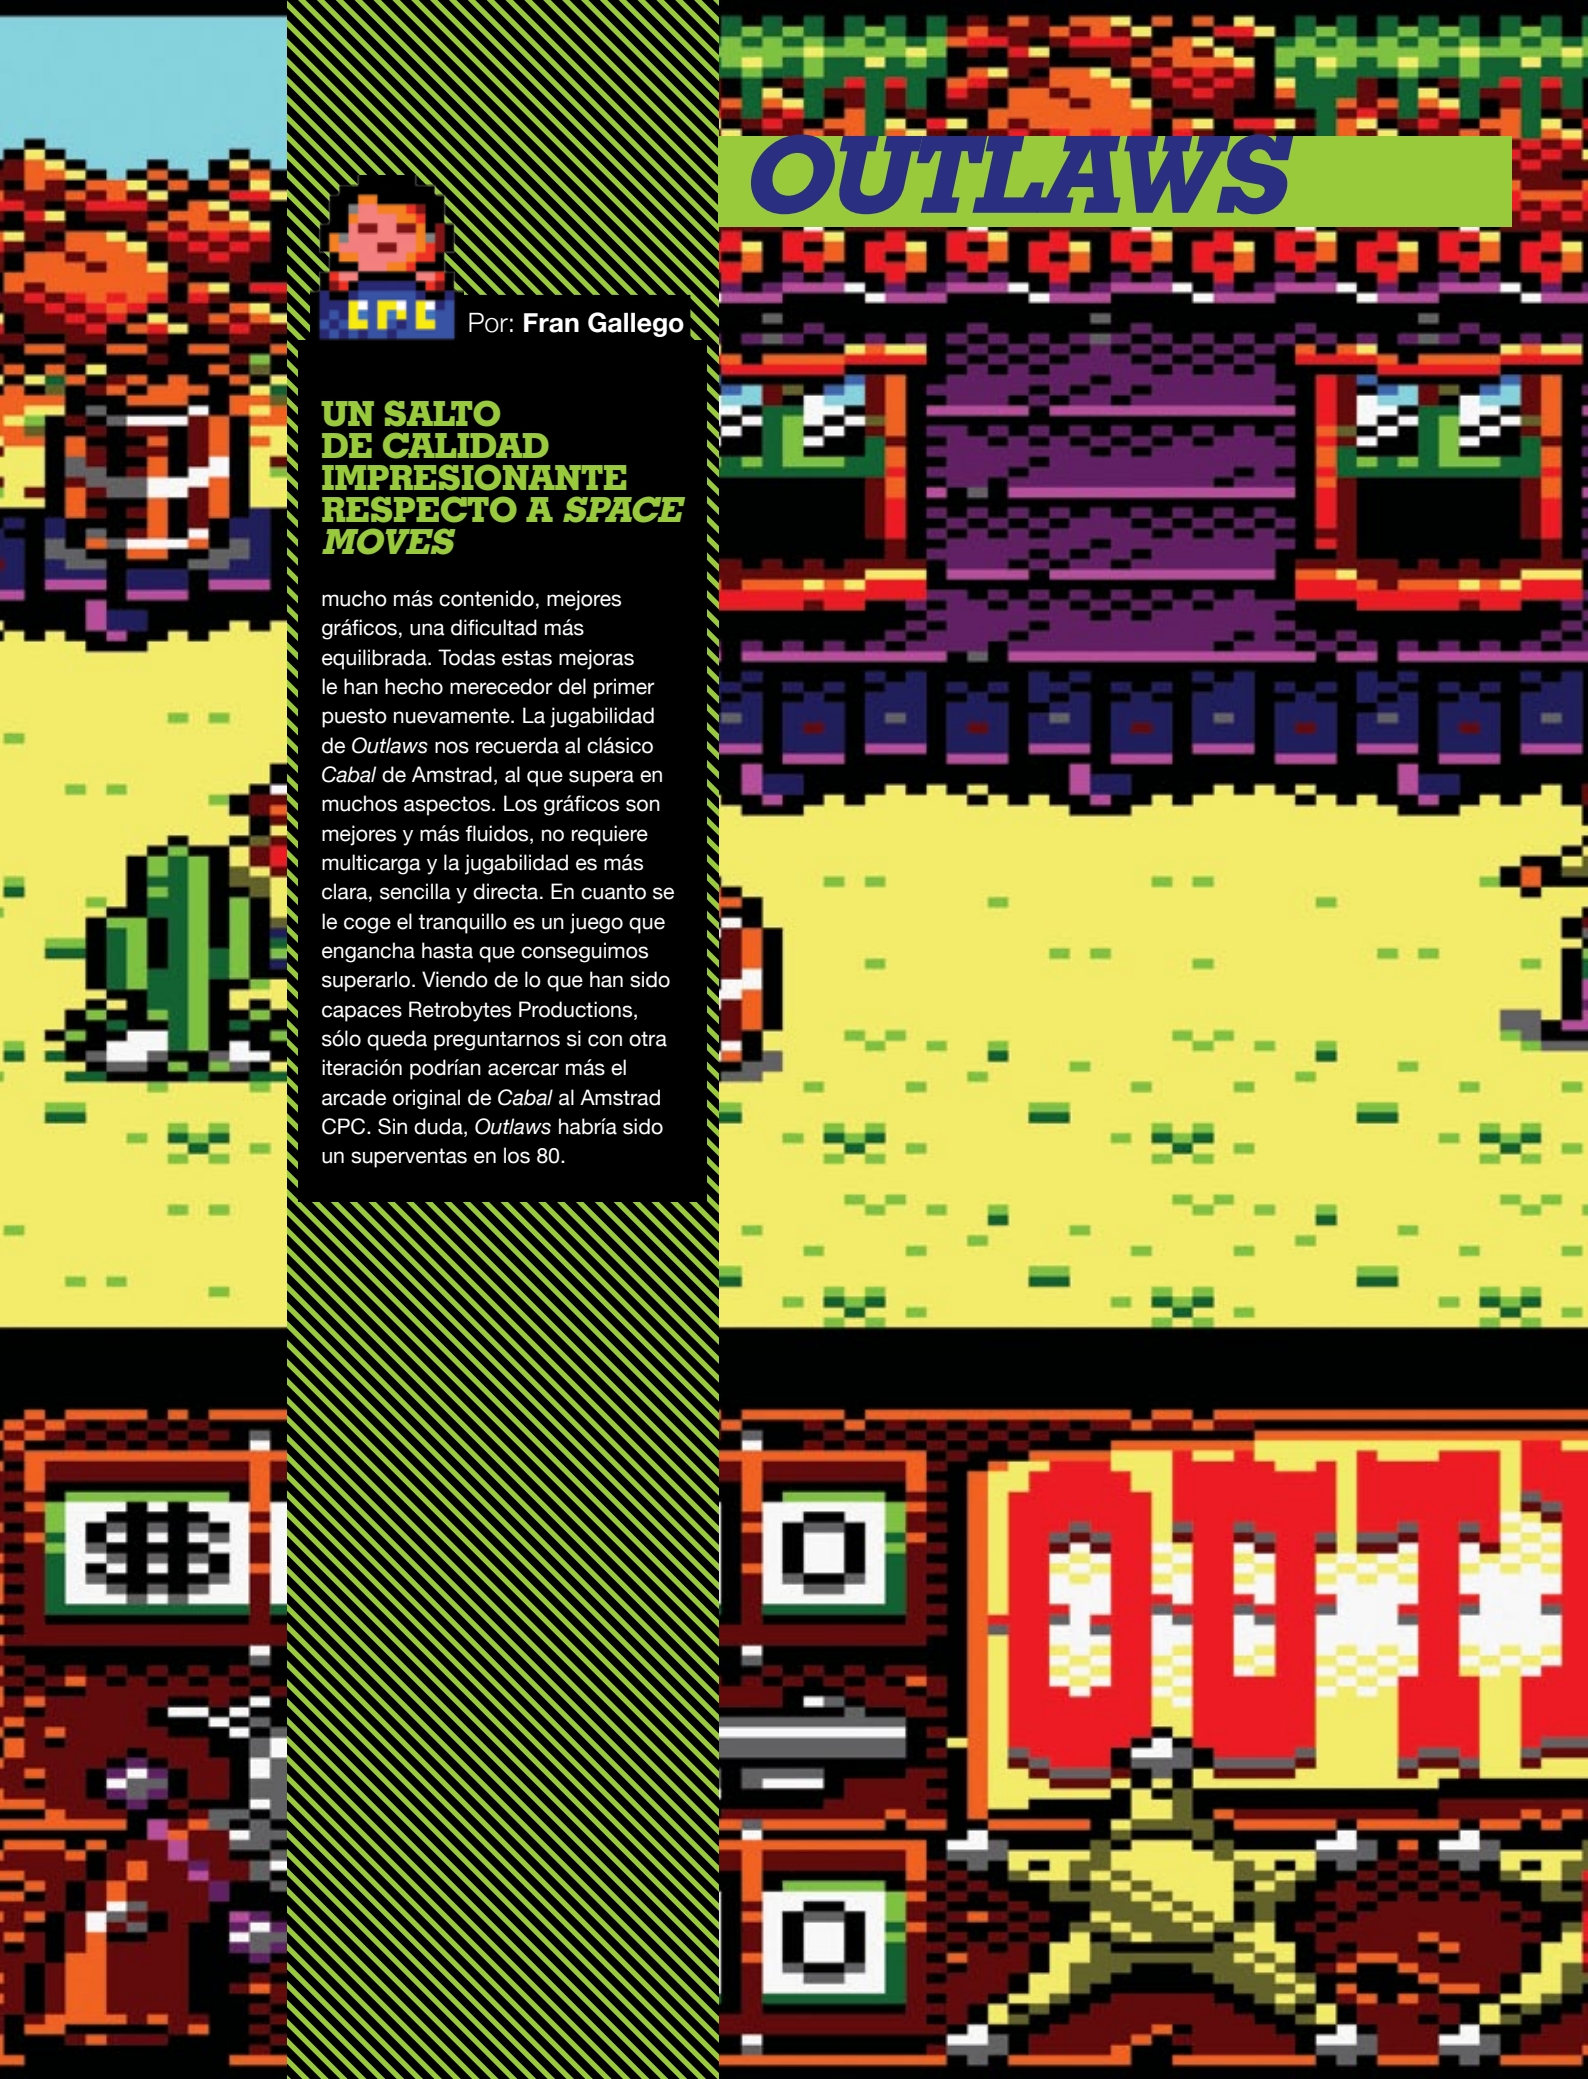 OUTLAWS
CPC
Por: Fran Gallego
UN SALTO
DE CALIDAD
IMPRESIONANTE
RESPECTO A SPACE
MOVES
mucho más contenido, mejores
gráficos, una dificultad más
equilibrada. Todas estas mejoras
le han hecho merecedor del primer
puesto nuevamente. La jugabilidad
de Outlaws nos recuerda al clásico
Cabal de Amstrad, al que supera en
muchos aspectos. Los gráficos son
mejores y más fluidos, no requiere
multicarga y la jugabilidad es más
clara, sencilla y directa. En cuanto se
le coge el tranquillo es un juego que
engancha hasta que conseguimos
superarlo. Viendo de lo que han sido
capaces Retrobytes Productions,
sólo queda preguntarnos si con otra
iteración podrían acercar más el
arcade original de Cabal al Amstrad
CPC. Sin duda, Outlaws habría sido
un superventas en los 80.
$
0
OUT
0